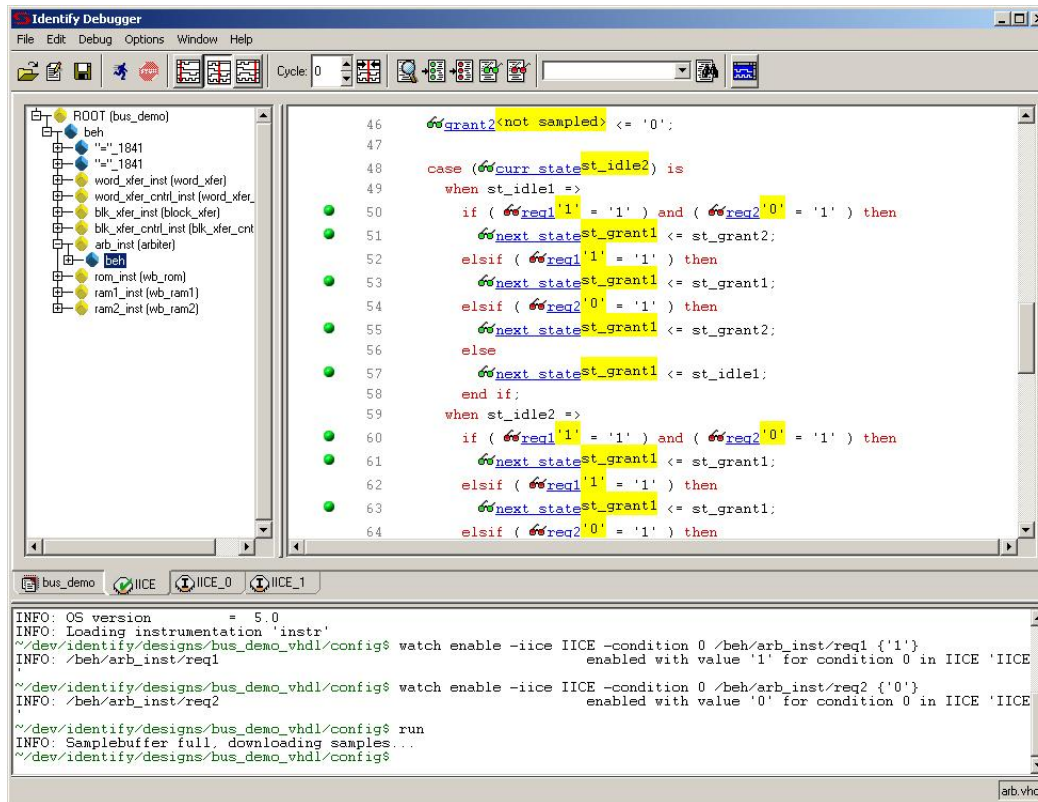 Identify Debugger
File Edit Debug Options Window Help
STOP Cycle: 0
ROOT (bus_demo)
beh
"="_1841
"="_1841
word_xfer_inst (word_xfer)
word_xfer_cntrl_inst (word_xfer_
blk_xfer_inst (block_xfer)
blk_xfer_cntrl_inst (blk_xfer_cnt
arb_inst (arbiter)
beh
rom_inst (wb_rom)
ram1_inst (wb_ram1)
ram2_inst (wb_ram2)
46 grant2<not sampled> <= '0';
47
48 case (curr_statest_idle2) is
49 when st_idle1 =>
50 if ( req1'1' = '1' ) and ( req2'0' = '1' ) then
51 next_statest_grant1 <= st_grant2;
52 elsif ( req1'1' = '1' ) then
53 next_statest_grant1 <= st_grant1;
54 elsif ( req2'0' = '1' ) then
55 next_statest_grant1 <= st_grant2;
56 else
57 next_statest_grant1 <= st_idle1;
58 end if;
59 when st_idle2 =>
60 if ( req1'1' = '1' ) and ( req2'0' = '1' ) then
61 next_statest_grant1 <= st_grant1;
62 elsif ( req1'1' = '1' ) then
63 next_statest_grant1 <= st_grant1;
64 elsif ( req2'0' = '1' ) then
bus_demo IICE IICE_0 IICE_1
INFO: OS version = 5.0
INFO: Loading instrumentation 'instr'
~/dev/identify/designs/bus_demo_vhdl/config$ watch enable -iice IICE -condition 0 /beh/arb_inst/req1 {'1'}
INFO: /beh/arb_inst/req1 enabled with value '1' for condition 0 in IICE 'IICE
'
~/dev/identify/designs/bus_demo_vhdl/config$ watch enable -iice IICE -condition 0 /beh/arb_inst/req2 {'0'}
INFO: /beh/arb_inst/req2 enabled with value '0' for condition 0 in IICE 'IICE
'
~/dev/identify/designs/bus_demo_vhdl/config$ run
INFO: Samplebuffer full, downloading samples...
~/dev/identify/designs/bus_demo_vhdl/config$
arb.vhd